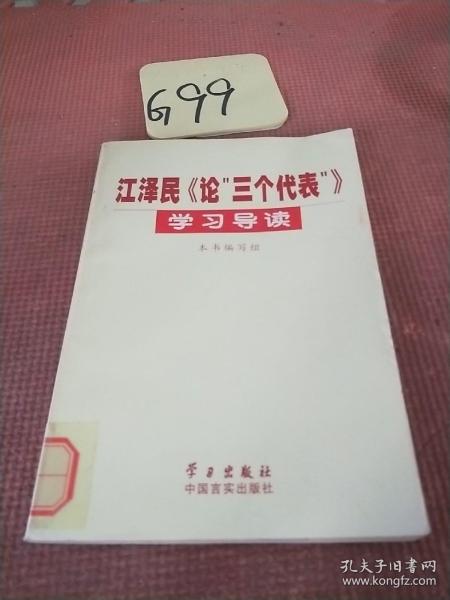 G99
江泽民《论"三个代表"》
学习导读
本书编写组
学习出版社
中国言实出版社
孔夫子旧书网
www.kongfz.com